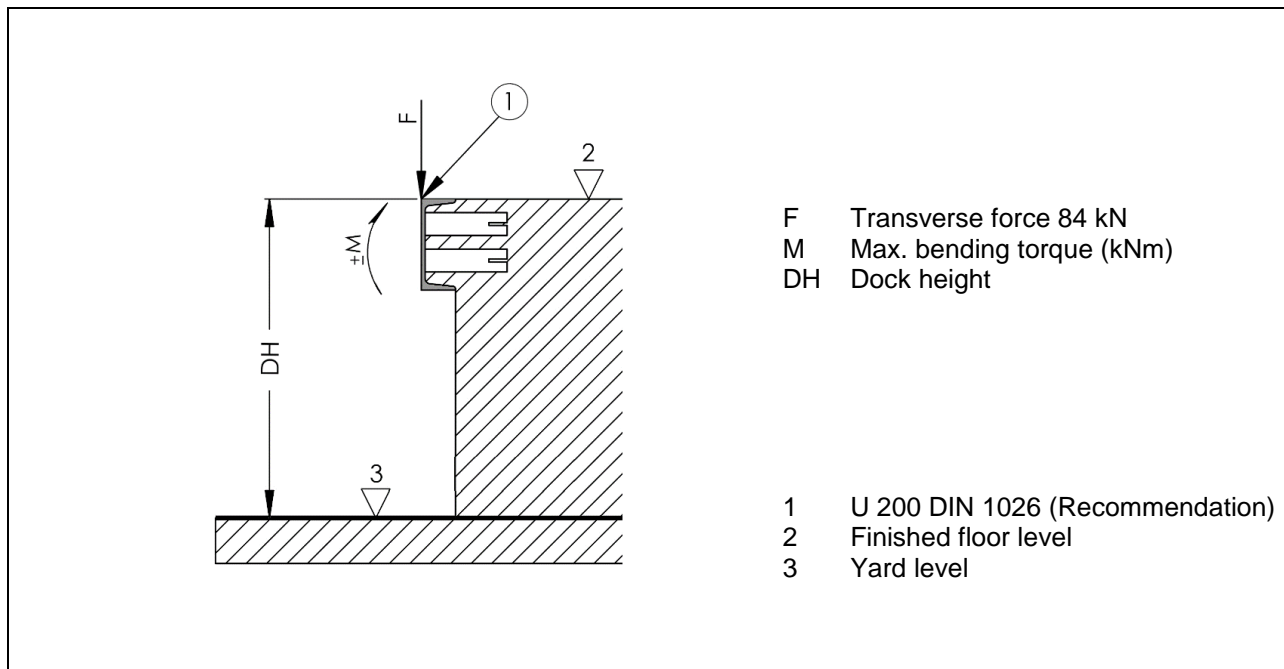 F
1
2
±M
DH
3
F Transverse force 84 kN
M Max. bending torque (kNm)
DH Dock height
1 U 200 DIN 1026 (Recommendation)
2 Finished floor level
3 Yard level